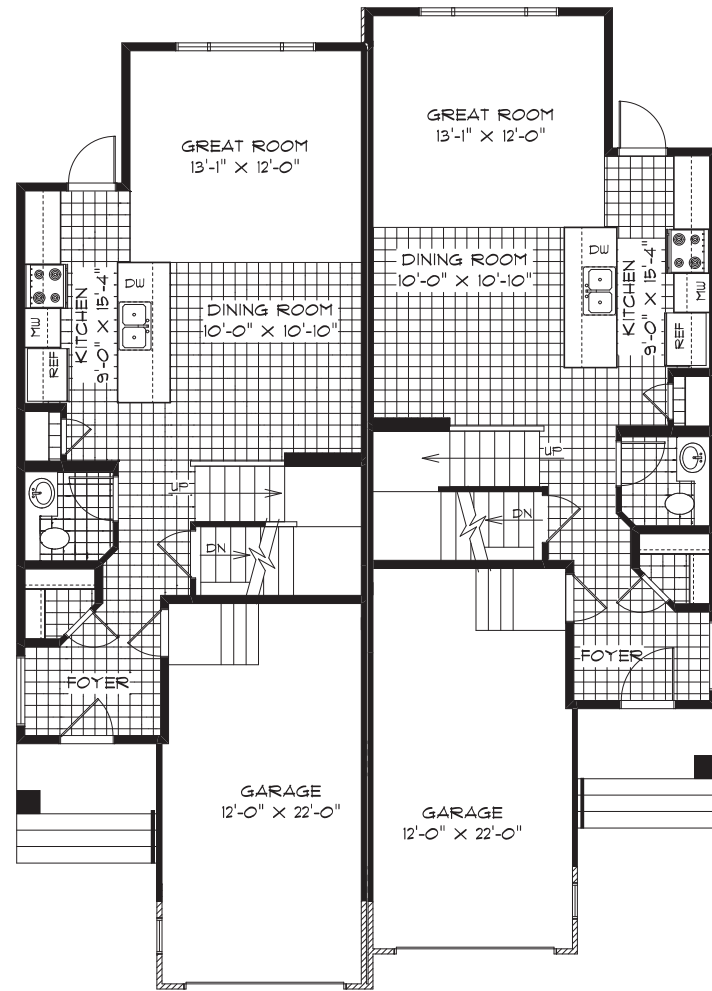 GREAT ROOM
13'-1" X 12'-0"
DW
DINING ROOM
10'-0" X 10'-10"
KITCHEN
9'-0" X 15'-4"
MW
REF
UP
DN
FOYER
GARAGE
12'-0" X 22'-0"
GREAT ROOM
13'-1" X 12'-0"
DINING ROOM
10'-0" X 10'-10"
DW
KITCHEN
9'-0" X 15'-4"
MW
REF
UP
DN
FOYER
GARAGE
12'-0" X 22'-0"